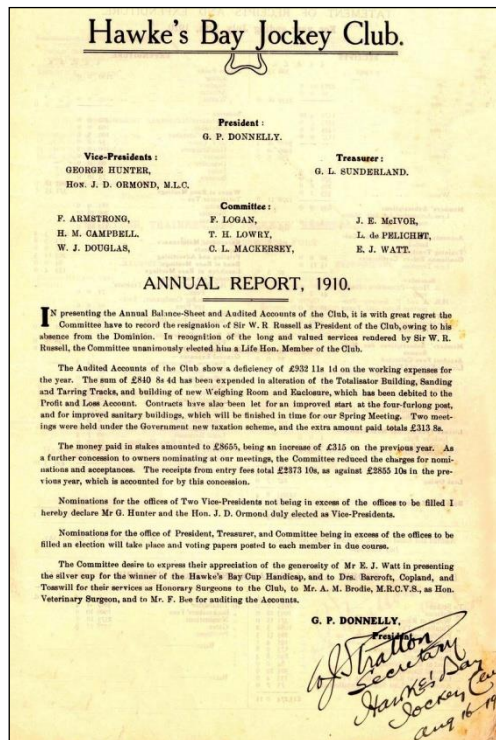 Hawke's Bay Jockey Club.
President :
G. P. DONNELLY.
Vice-Presidents :
GEORGE HUNTER,
HON. J. D. ORMOND, M.L.C.
Treasurer :
G. L. SUNDERLAND.
Committee :
F. ARMSTRONG, F. LOGAN, J. E. McIVOR,
H. M. CAMPBELL. T. H. LOWRY, L. de PELICHET,
W. J. DOUGLAS, C. L. MACKERSEY, E. J. WATT.
ANNUAL REPORT, 1910.
IN presenting the Annual Balance-Sheet and Audited Accounts of the Club, it is with great regret the
Committee have to record the resignation of Sir W. R Russell as President of the Club, owing to his
absence from the Dominion. In recognition of the long and valued services rendered by Sir W. R.
Russell, the Committee unanimously elected him a Life Hon. Member of the Club.
The Audited Accounts of the Club show a deficiency of £932 11s 1d on the working expenses for
the year. The sum of £840 8s 4d has been expended in alteration of the Totalisator Building, Sanding
and Tarring Tracks, and building of new Weighing Room and Enclosure, which has been debited to the
Profit and Loss Account. Contracts have also been let for an improved start at the four-furlong post,
and for improved sanitary buildings, which will be finished in time for our Spring Meeting. Two meet-
ings were held under the Government new taxation scheme, and the extra amount paid totals £313 8s.
The money paid in stakes amounted to £8655, being an increase of £315 on the previous year. As
a further concession to owners nominating at our meetings, the Committee reduced the charges for nomi-
nations and acceptances. The receipts from entry fees total £2373 10s, as against £2855 10s in the pre-
vious year, which is accounted for by this concession.
Nominations for the offices of Two Vice-Presidents not being in excess of the offices to be filled I
hereby declare Mr G. Hunter and the Hon. J. D. Ormond duly elected as Vice-Presidents.
Nominations for the office of President, Treasurer, and Committee being in excess of the offices to be
filled an election will take place and voting papers posted to each member in due course.
The Committee desire to express their appreciation of the generosity of Mr E. J. Watt in presenting
the silver cup for the winner of the Hawke's Bay Cup Handicap, and to Drs. Barcroft, Copland, and
Tosswill for their services as Honorary Surgeons to the Club, to Mr. A. M. Brodie, M.R.C.V.S., as Hon.
Veterinary Surgeon, and to Mr. F. Bee for auditing the Accounts.
G. P. DONNELLY,
President.
W J Stratton
Secretary
Hawke's Bay
Jockey Club
Aug 16 19